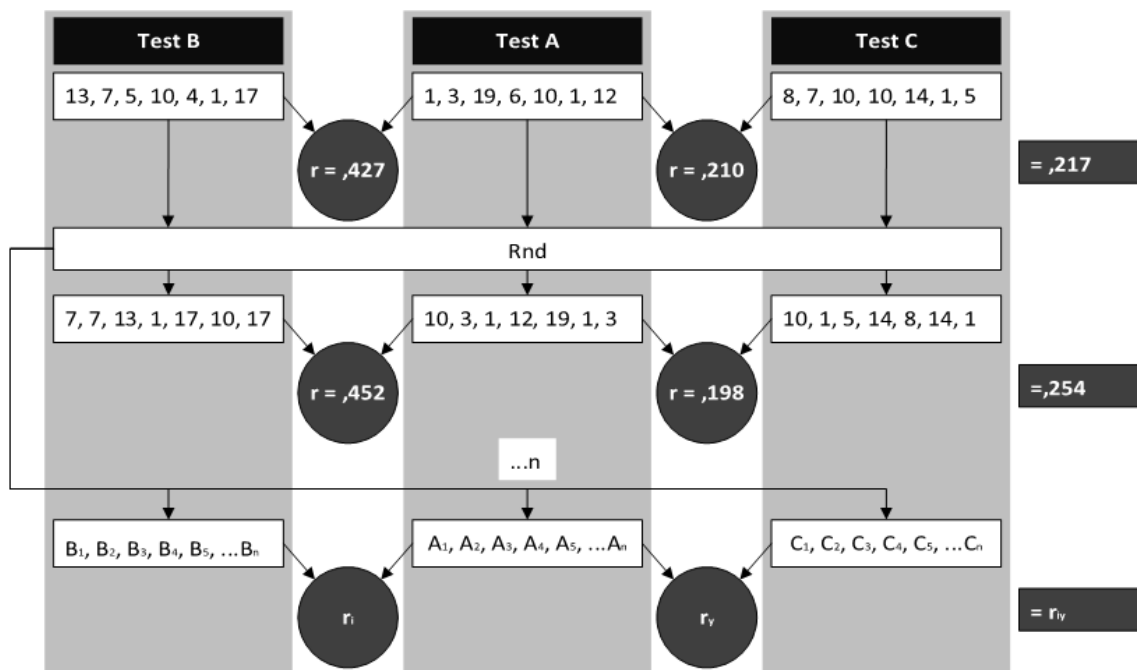 Test B
Test A
Test C
13, 7, 5, 10, 4, 1, 17
1, 3, 19, 6, 10, 1, 12
8, 7, 10, 10, 14, 1, 5
r = ,427
r = ,210
= ,217
Rnd
7, 7, 13, 1, 17, 10, 17
10, 3, 1, 12, 19, 1, 3
10, 1, 5, 14, 8, 14, 1
r = ,452
r = ,198
=,254
...n
B₁, B₂, B₃, B₄, B₅, ...Bₙ
A₁, A₂, A₃, A₄, A₅, ...Aₙ
C₁, C₂, C₃, C₄, C₅, ...Cₙ
rᵢ
rᵧ
= rᵢᵧ